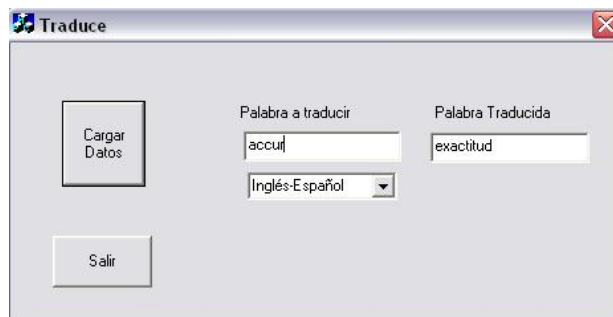 Traduce
Cargar
Datos
Palabra a traducir
Palabra Traducida
accur
exactitud
Inglés-Español
Salir